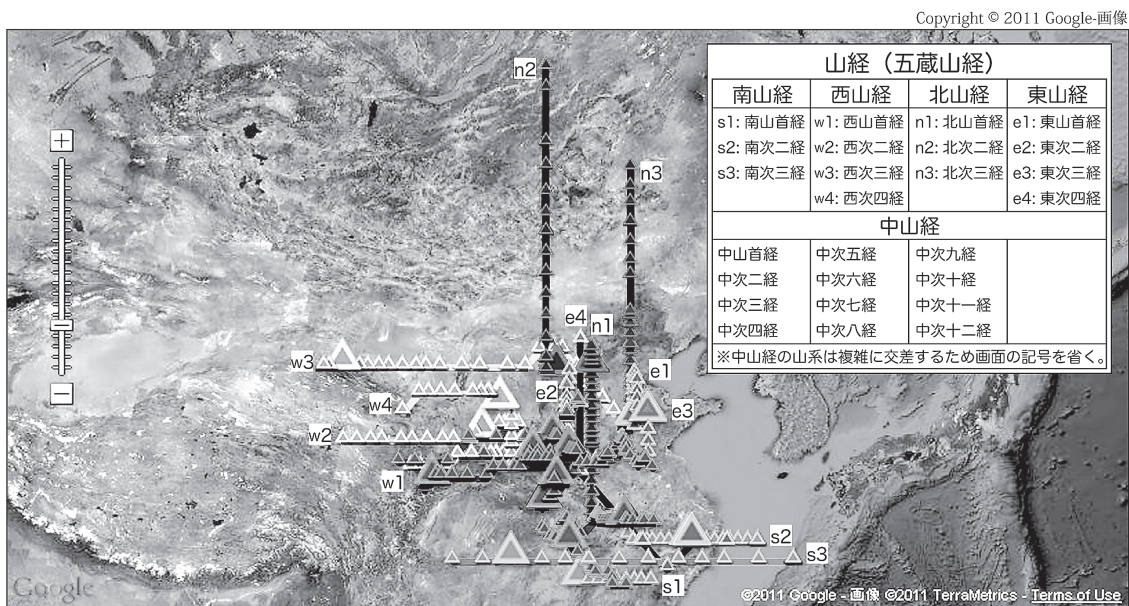 Copyright © 2011 Google-画像
山経（五蔵山経）
南山経 西山経 北山経 東山経
s1: 南山首経 w1: 西山首経 n1: 北山首経 e1: 東山首経
s2: 南次二経 w2: 西次二経 n2: 北次二経 e2: 東次二経
s3: 南次三経 w3: 西次三経 n3: 北次三経 e3: 東次三経
w4: 西次四経 e4: 東次四経
中山経
中山首経 中次五経 中次九経
中次二経 中次六経 中次十経
中次三経 中次七経 中次十一経
中次四経 中次八経 中次十二経
※中山経の山系は複雑に交差するため画面の記号を省く。
n2
n3
e4
n1
w3
e1
e2
w4
e3
w2
w1
s2
s3
s1
Google
©2011 Google - 画像 ©2011 TerraMetrics - Terms of Use